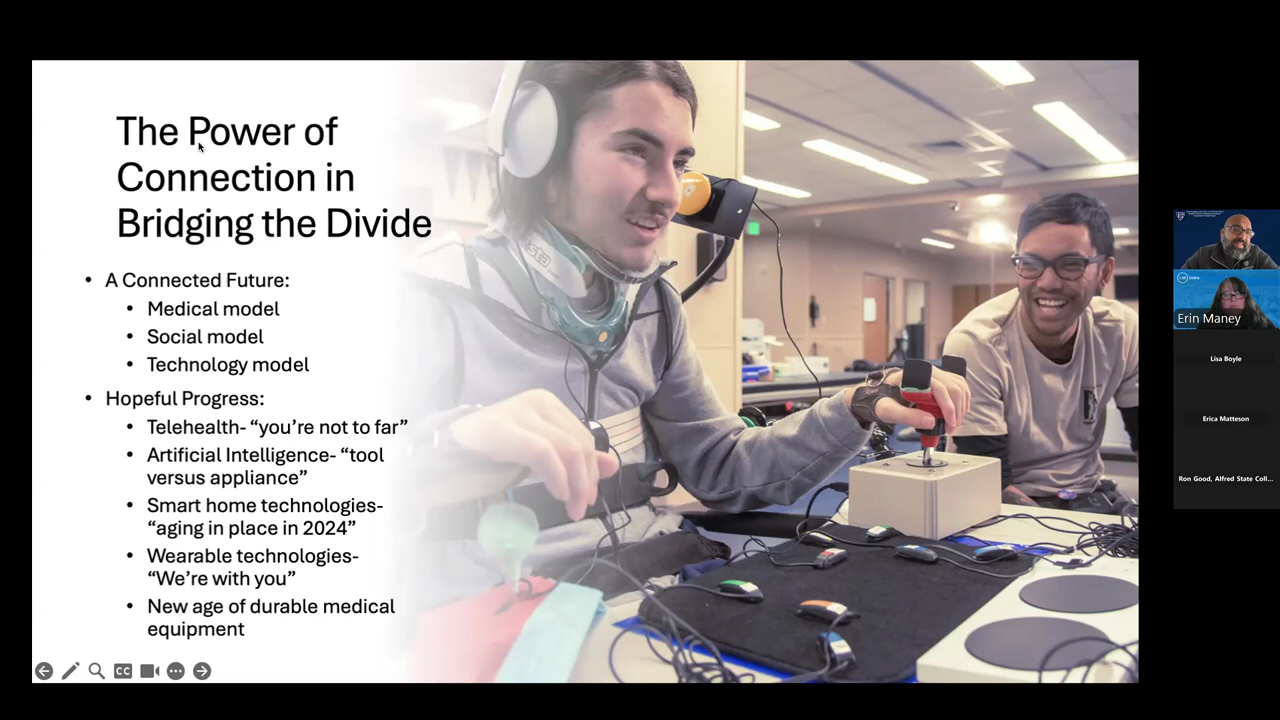 The Power of
Connection in
Bridging the Divide
• A Connected Future:
• Medical model
• Social model
• Technology model
• Hopeful Progress:
• Telehealth- “you’re not to far”
• Artificial Intelligence- “tool
versus appliance”
• Smart home technologies-
“aging in place in 2024”
• Wearable technologies-
“We’re with you”
• New age of durable medical
equipment
CC
Erin Maney
Lisa Boyle
Erica Matteson
Ron Good, Alfred State Coll...